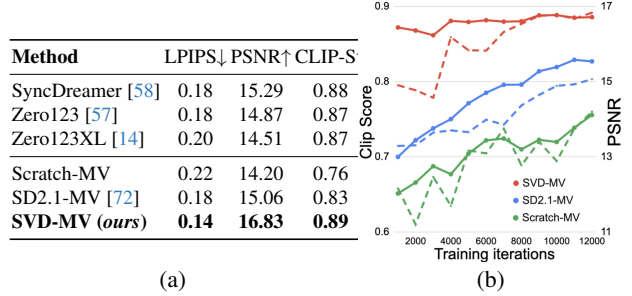 Method LPIPS↓ PSNR↑ CLIP-S
SyncDreamer [58] 0.18 15.29 0.88
Zero123 [57] 0.18 14.87 0.87
Zero123XL [14] 0.20 14.51 0.87
Scratch-MV 0.22 14.20 0.76
SD2.1-MV [72] 0.18 15.06 0.83
SVD-MV (ours) 0.14 16.83 0.89
(a)
0.9
0.8
0.7
0.6
Clip Score
17
15
13
11
PSNR
SVD-MV
SD2.1-MV
Scratch-MV
2000 4000 6000 8000 10000 12000
Training iterations
(b)